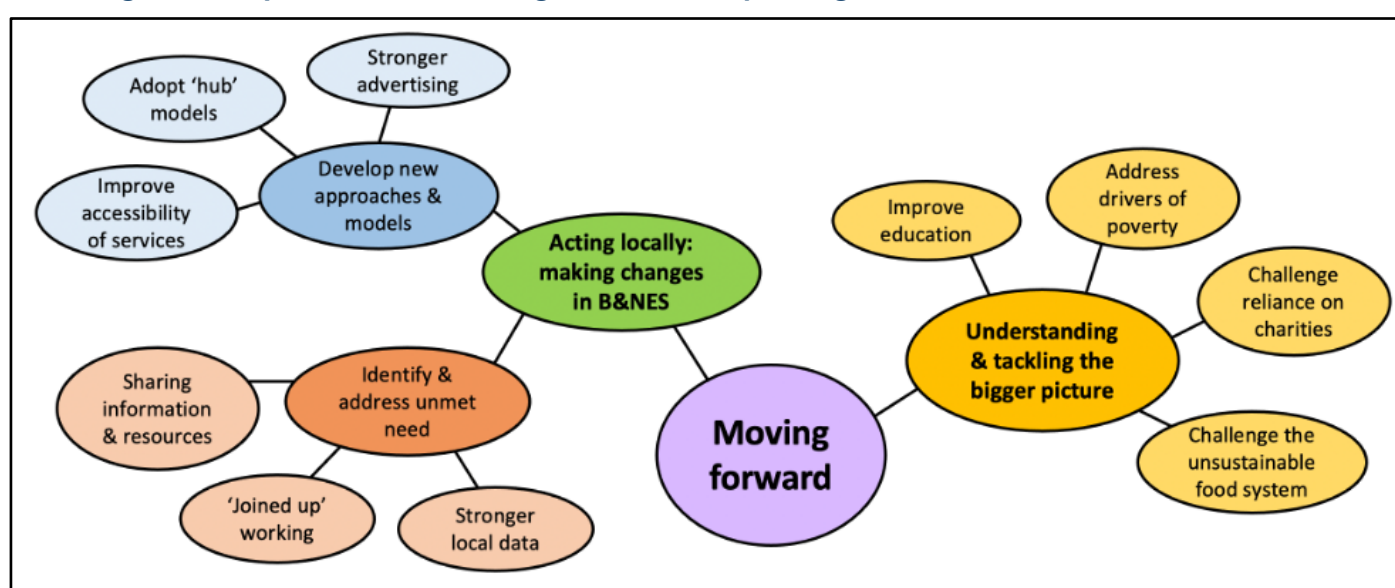 Adopt ‘hub’
models
Stronger
advertising
Improve
accessibility
of services
Develop new
approaches &
models
Acting locally:
making changes
in B&NES
Sharing
information
& resources
Identify &
address unmet
need
‘Joined up’
working
Stronger
local data
Moving
forward
Improve
education
Address
drivers of
poverty
Challenge
reliance on
charities
Understanding
& tackling the
bigger picture
Challenge the
unsustainable
food system